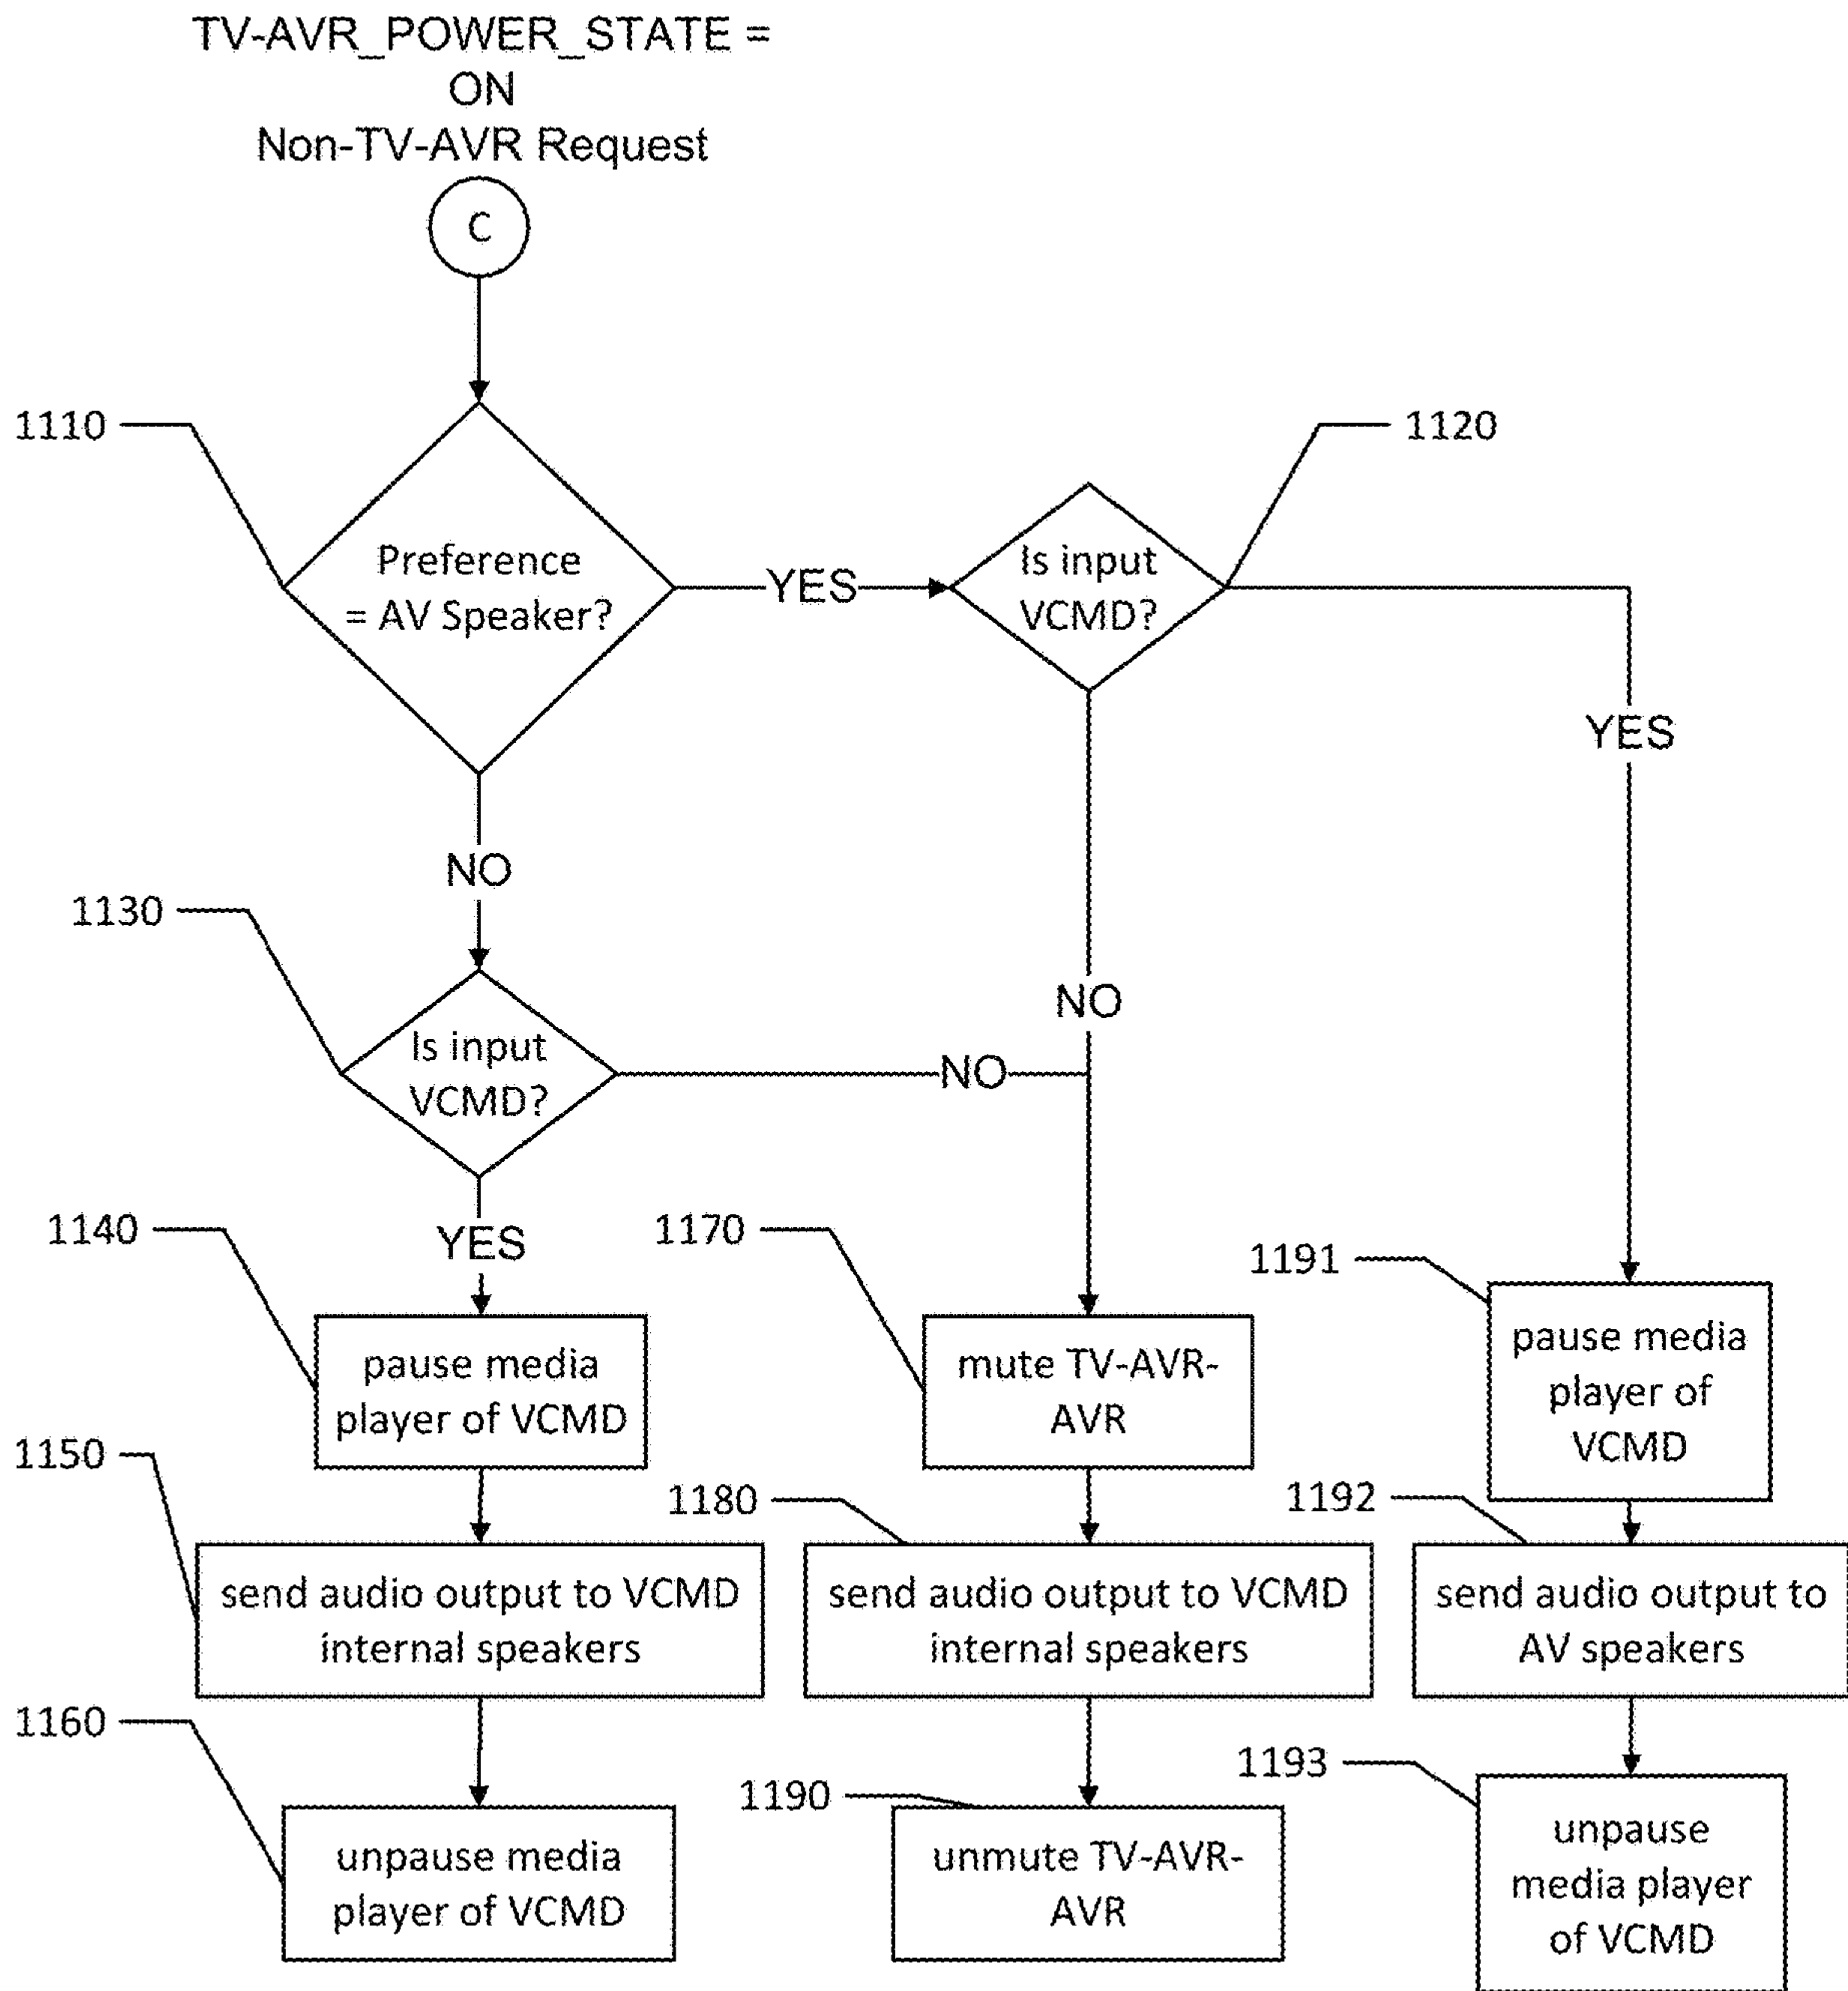 TV-AVR_POWER_STATE =
ON
Non-TV-AVR Request
C
1110
1120
Preference
= AV Speaker?
YES
Is input
VCMD?
YES
NO
1130
NO
Is input
VCMD?
NO
1140
YES
1170
1191
pause media
player of VCMD
mute TV-AVR-
AVR
pause media
player of
VCMD
1150
1180
1192
send audio output to VCMD
internal speakers
send audio output to VCMD
internal speakers
send audio output to
AV speakers
1160
1190
1193
unpause media
player of VCMD
unmute TV-AVR-
AVR
unpause
media player
of VCMD